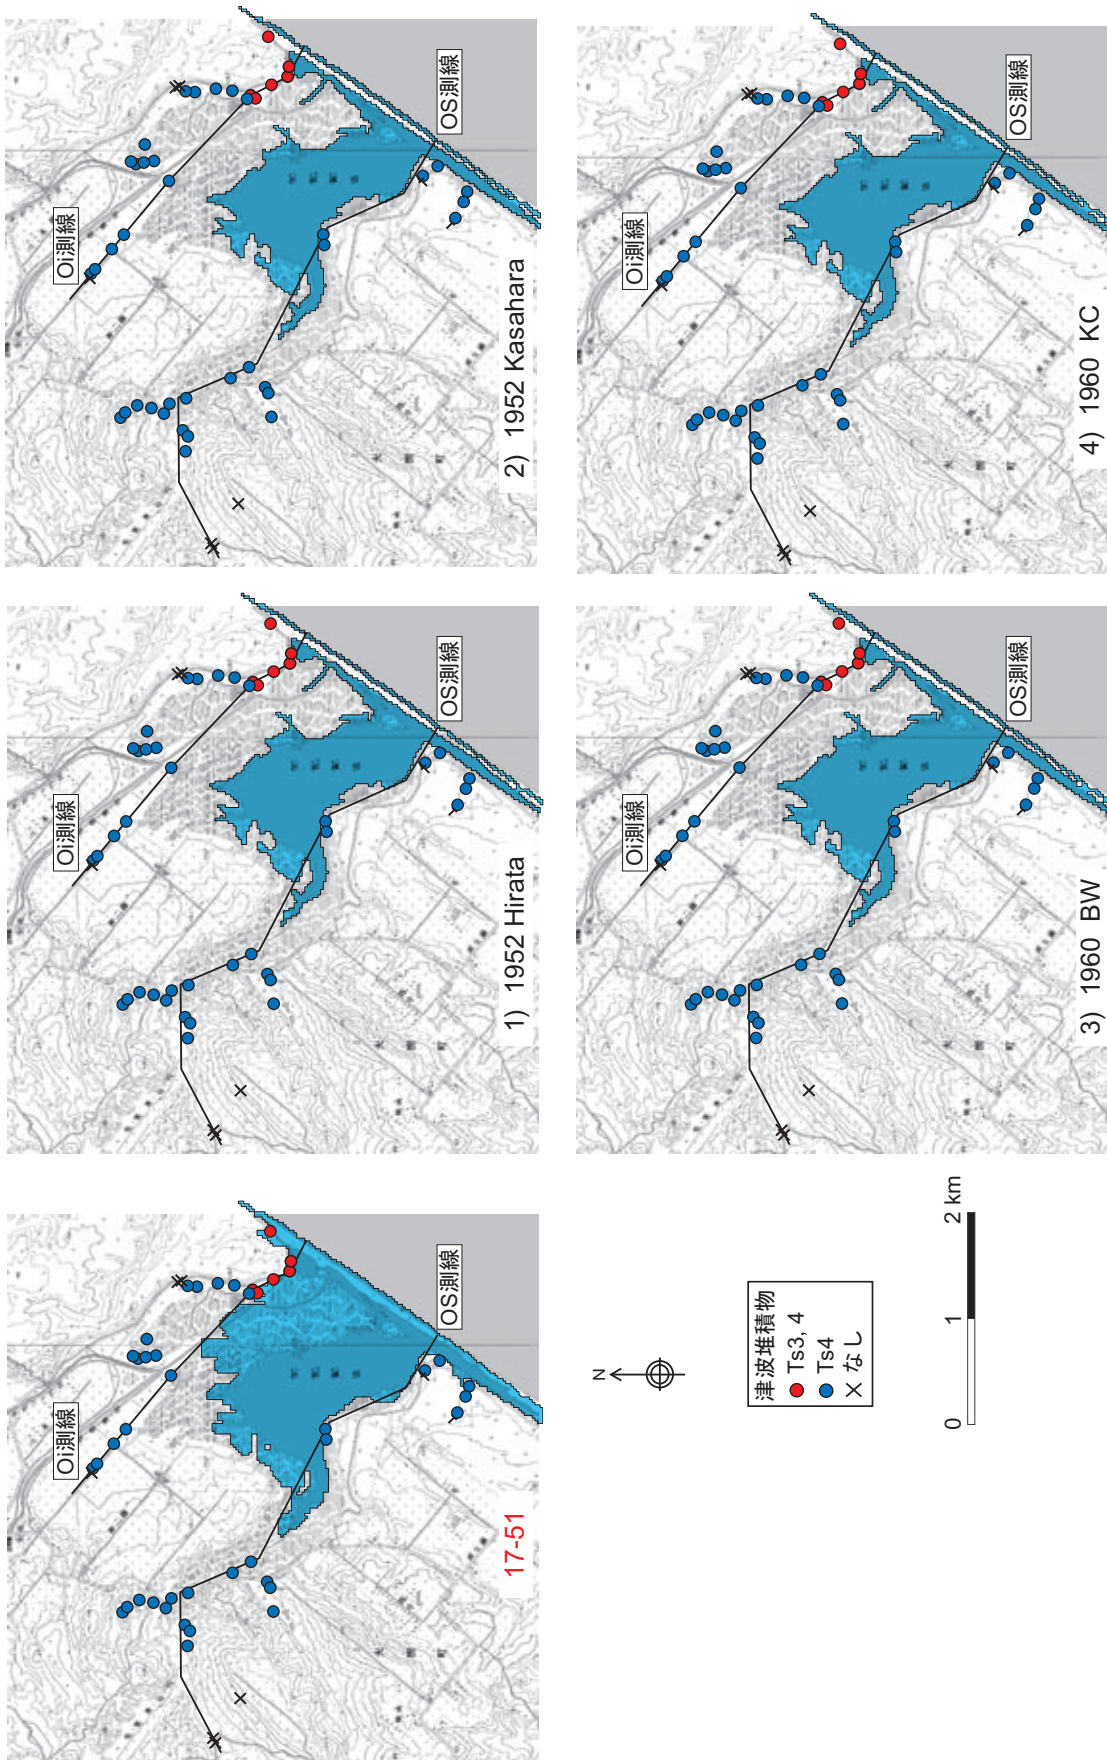 17-51
Oi測線
OS測線
1) 1952 Hirata
Oi測線
OS測線
2) 1952 Kasahara
Oi測線
OS測線
N
津波堆積物
Ts3, 4
Ts4
なし
0
1
2 km
3) 1960 BW
Oi測線
OS測線
4) 1960 KC
Oi測線
OS測線